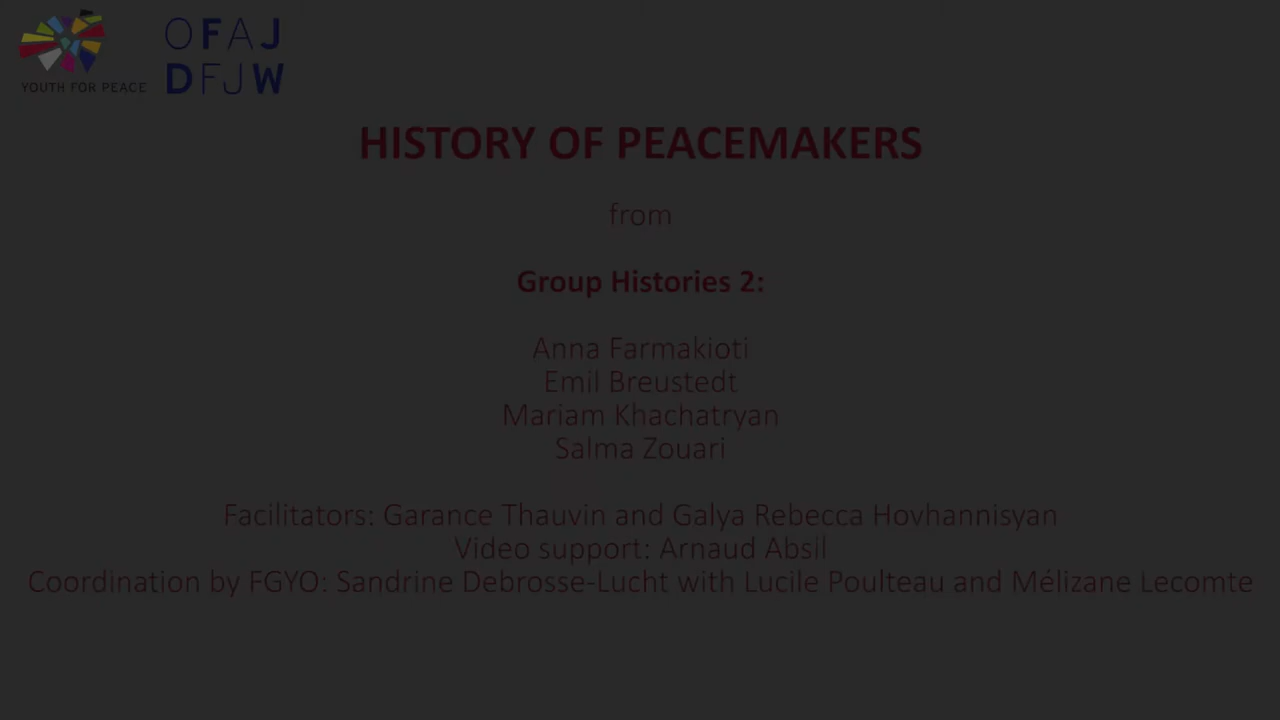 YOUTH FOR PEACE
OFAJ
DFJW
HISTORY OF PEACEMAKERS
from
Group Histories 2:
Anna Farmakioti
Emil Breustedt
Mariam Khachatryan
Salma Zouari
Facilitators: Garance Thauvin and Galya Rebecca Hovhannisyan
Video support: Arnaud Absil
Coordination by FGYO: Sandrine Debrosse-Lucht with Lucile Poulteau and Mélizane Lecomte